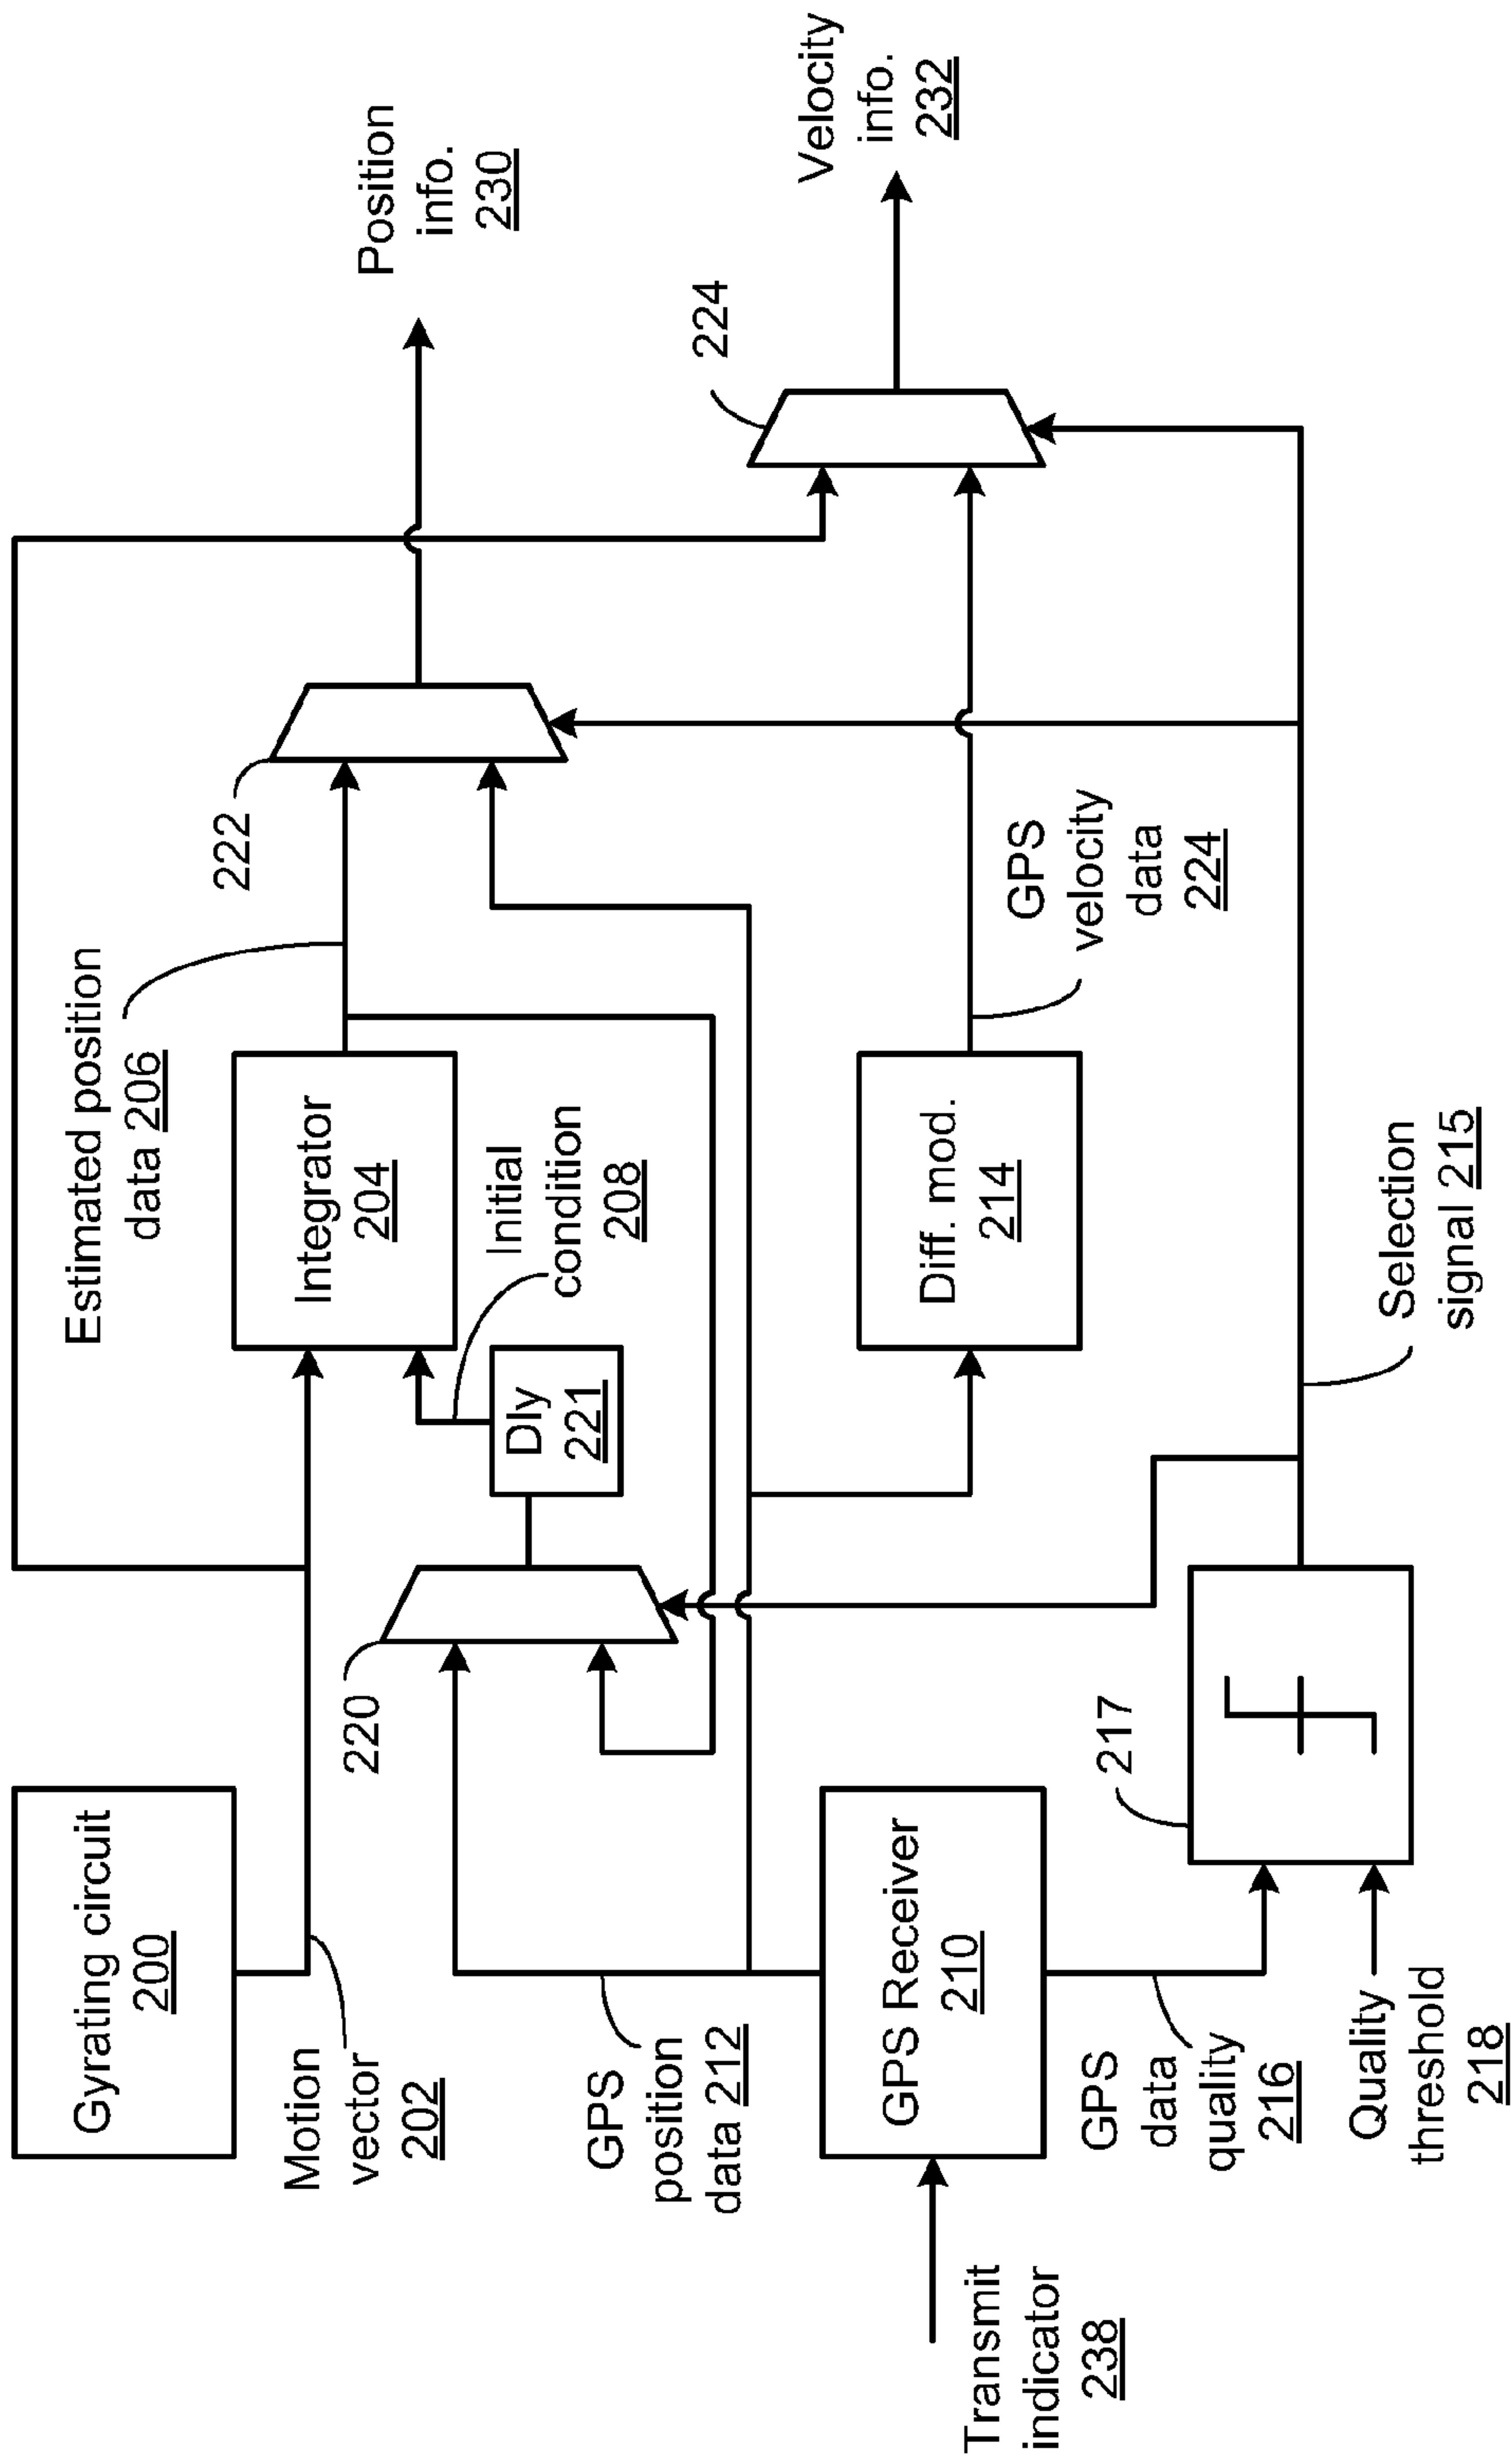 Gyrating circuit
200
Motion
vector
202
220
GPS
position
data 212
GPS Receiver
210
Transmit
indicator
238
GPS
data
quality
216
217
Quality
threshold
218
Estimated position
data 206
Integrator
204
Initial
condition
208
Dly
221
222
Diff. mod.
214
GPS
velocity
data
224
Selection
signal 215
Position
info.
230
224
Velocity
info.
232